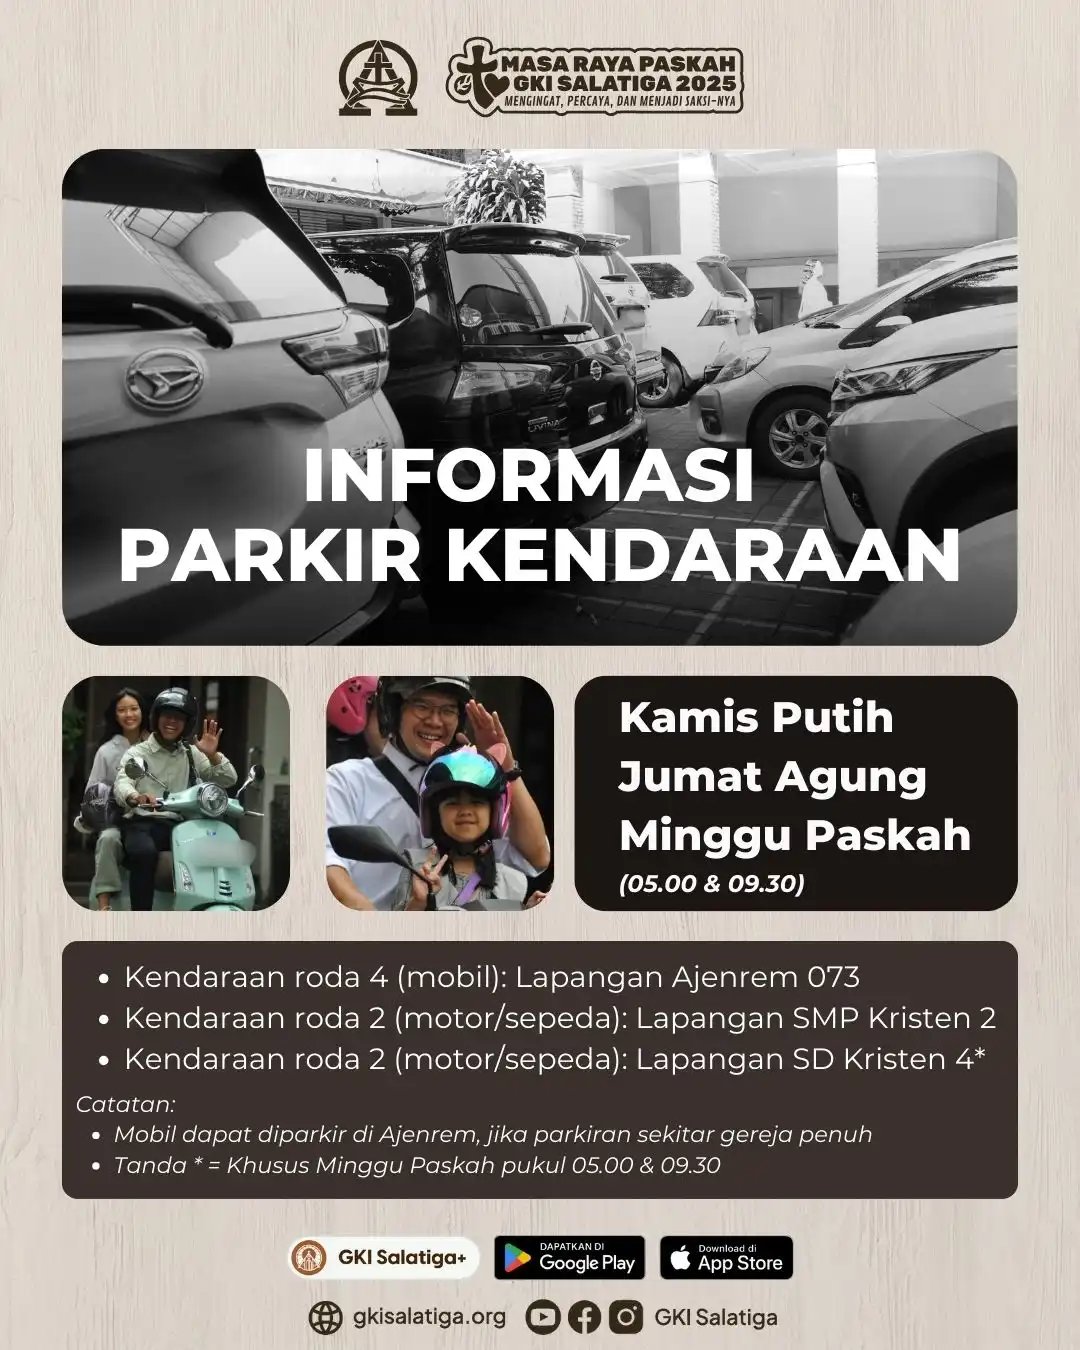 MASA RAYA PASKAH
GKI SALATIGA 2025
MENGINGAT, PERCAYA, DAN MENJADI SAKSI-NYA
LIVINA
INFORMASI
PARKIR KENDARAAN
Kamis Putih
Jumat Agung
Minggu Paskah
(05.00 & 09.30)
• Kendaraan roda 4 (mobil): Lapangan Ajenrem 073
• Kendaraan roda 2 (motor/sepeda): Lapangan SMP Kristen 2
• Kendaraan roda 2 (motor/sepeda): Lapangan SD Kristen 4*
Catatan:
• Mobil dapat diparkir di Ajenrem, jika parkiran sekitar gereja penuh
• Tanda * = Khusus Minggu Paskah pukul 05.00 & 09.30
GKI Salatiga+
DAPATKAN DI
Google Play
Download di
App Store
gkisalatiga.org
GKI Salatiga